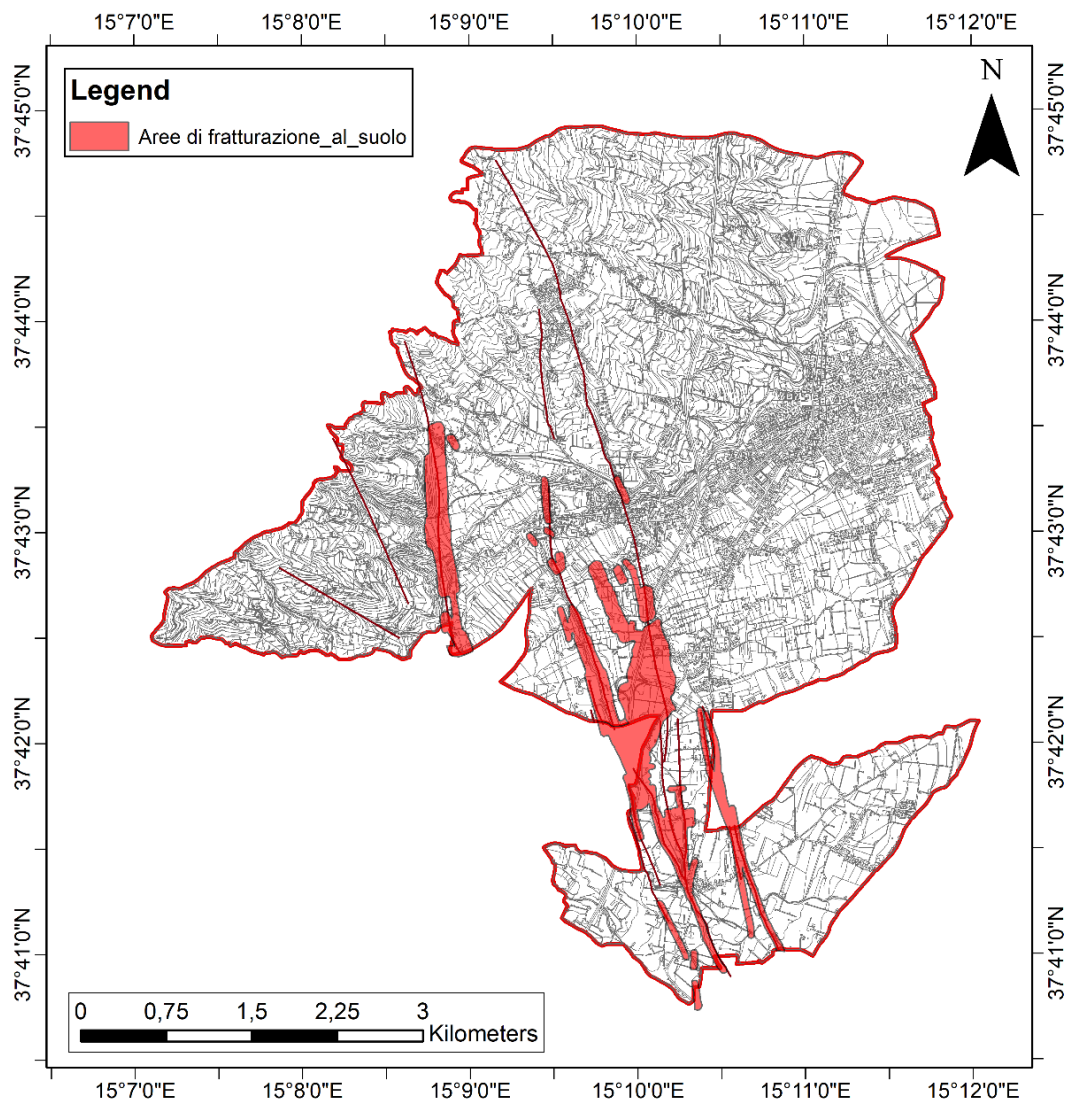 15°7'0"E 15°8'0"E 15°9'0"E 15°10'0"E 15°11'0"E 15°12'0"E
Legend
Aree di fratturazione_al_suolo
N
37°45'0"N 37°45'0"N
37°44'0"N 37°44'0"N
37°43'0"N 37°43'0"N
37°42'0"N 37°42'0"N
37°41'0"N 37°41'0"N
0 0,75 1,5 2,25 3
Kilometers
15°7'0"E 15°8'0"E 15°9'0"E 15°10'0"E 15°11'0"E 15°12'0"E